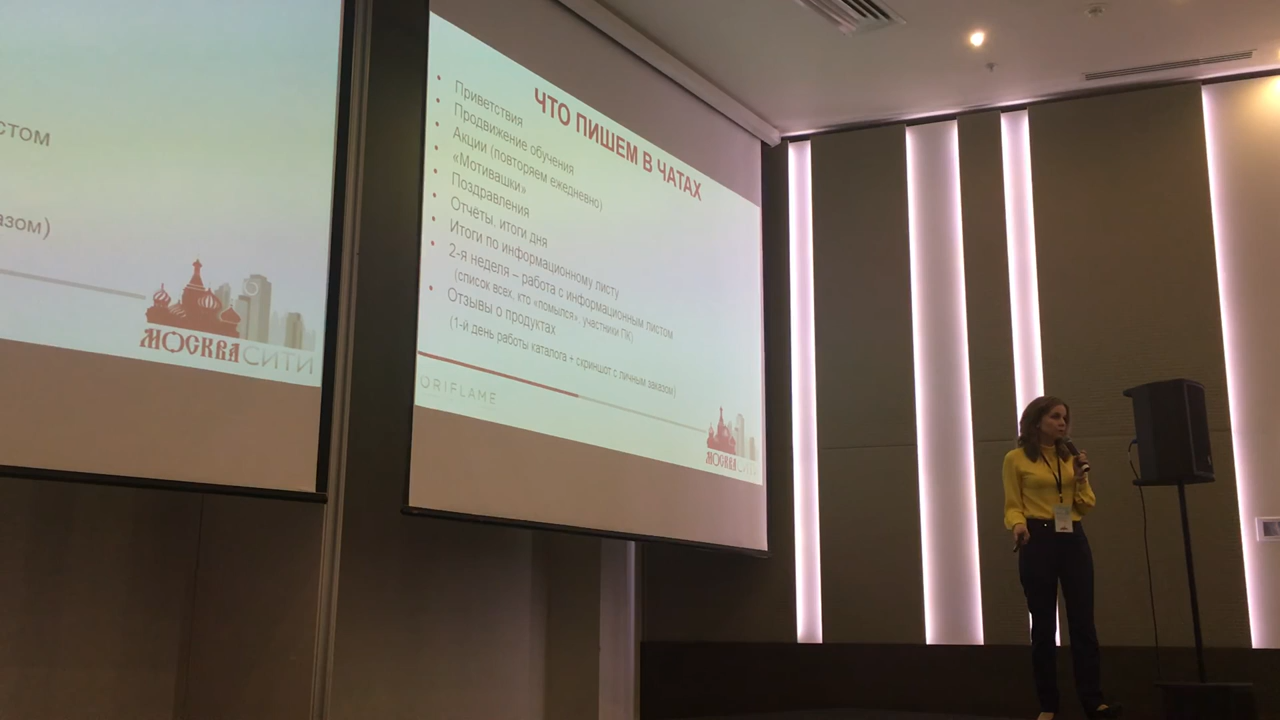 стом
азом)
МОСКВА СИТИ
ЧТО ПИШЕМ В ЧАТАХ
• Приветствия
• Продвижение обучения
• Акции (повторяем ежедневно)
• «Мотивашки»
• Поздравления
• Отчёты, итоги дня
• Итоги по информационному листу
• 2-я неделя – работа с информационным листом
(список всех, кто «помылся», участники ПК)
• Отзывы о продуктах
(1-й день работы каталога + скриншот с личным заказом)
ORIFLAME
МОСКВА СИТИ